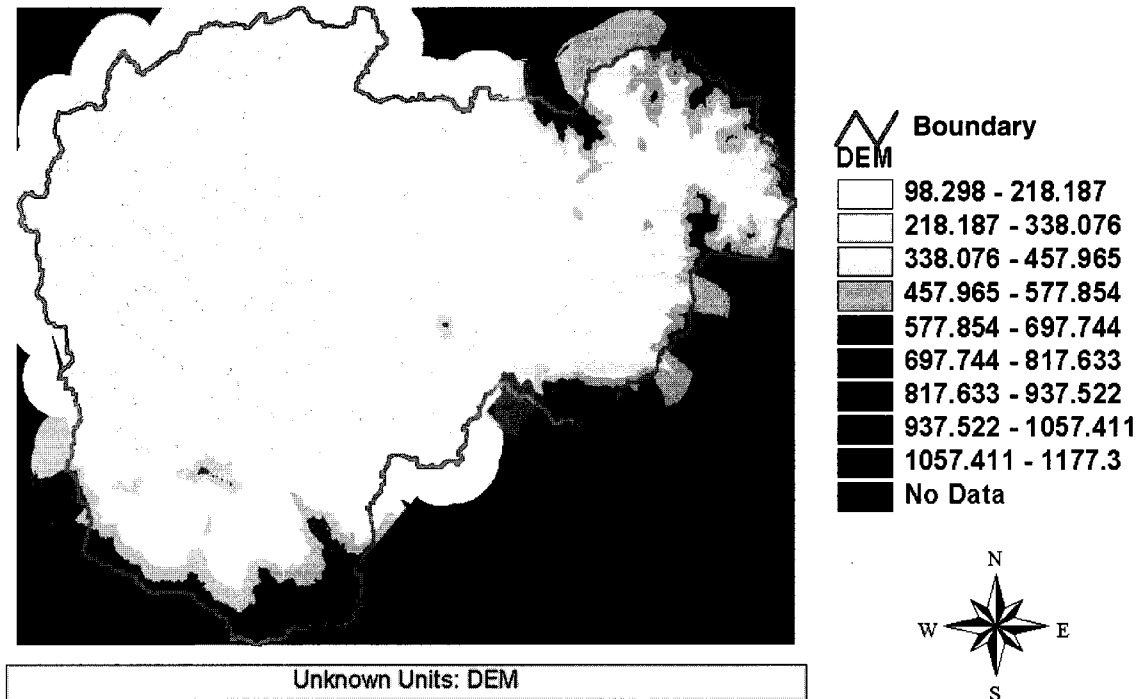 Boundary
DEM
98.298 - 218.187
218.187 - 338.076
338.076 - 457.965
457.965 - 577.854
577.854 - 697.744
697.744 - 817.633
817.633 - 937.522
937.522 - 1057.411
1057.411 - 1177.3
No Data
N
W E
S
Unknown Units: DEM